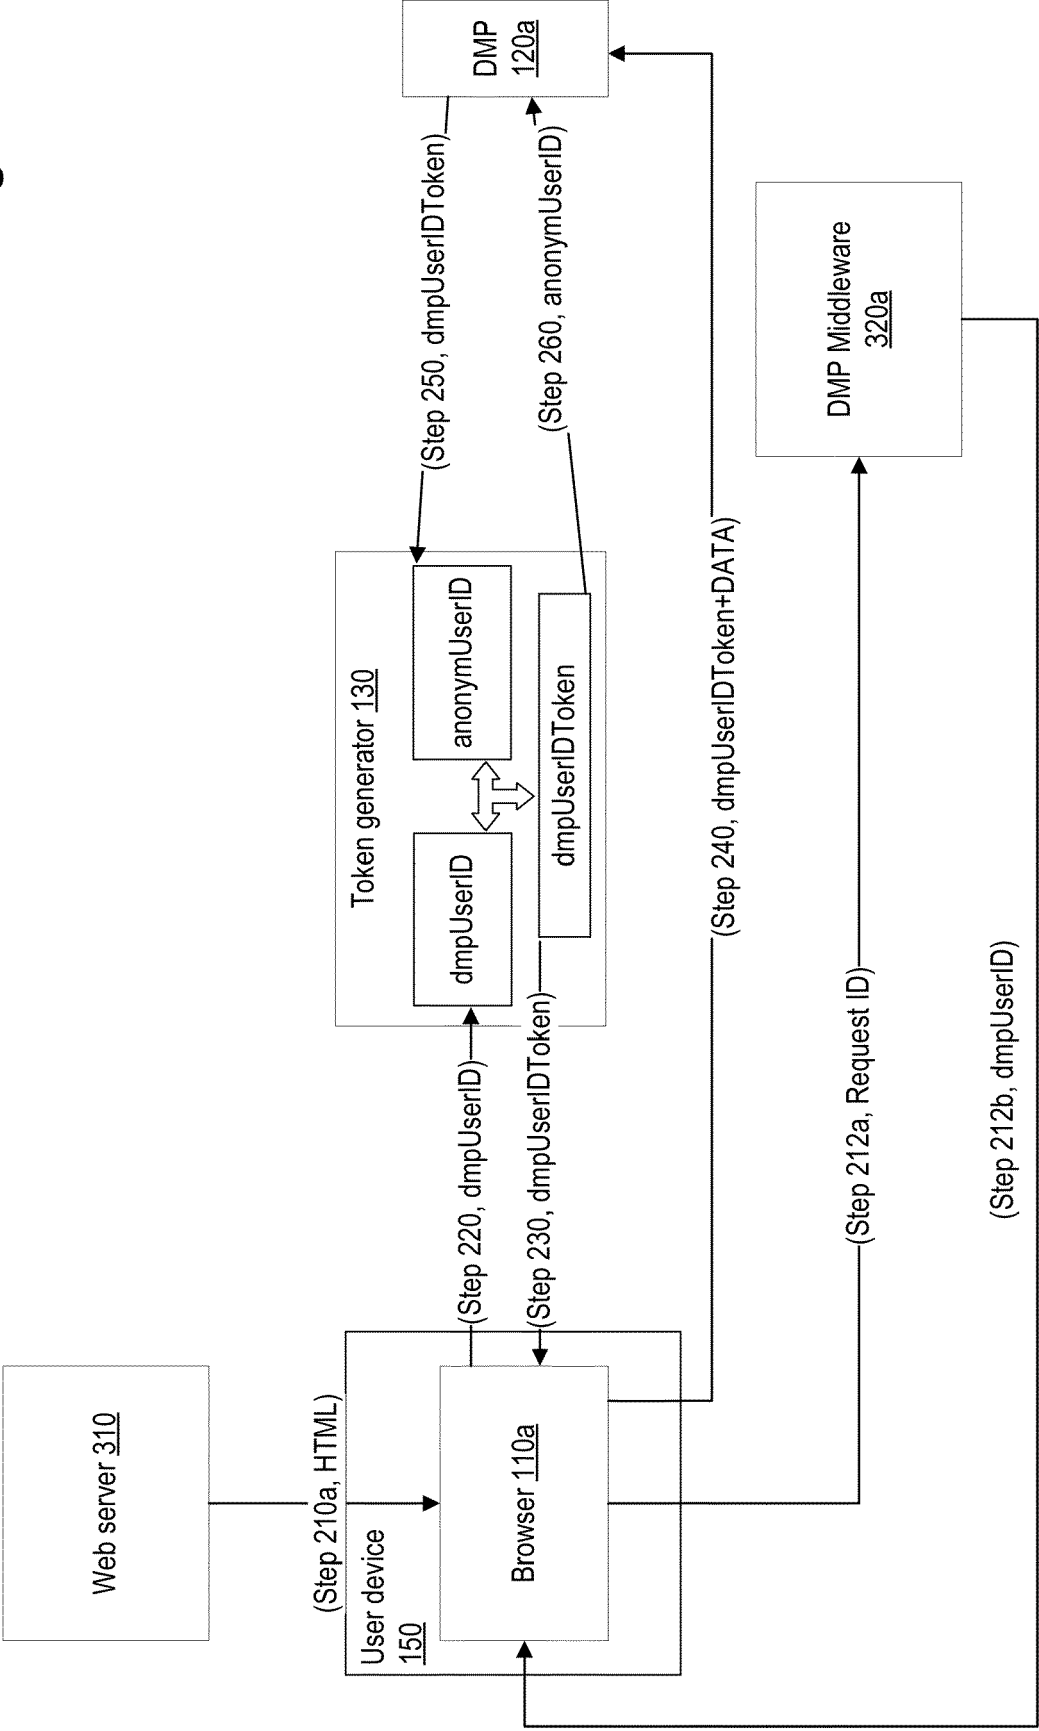 Web server 310
(Step 210a, HTML)
User device
150
Browser 110a
(Step 220, dmpUserID)
(Step 230, dmpUserIDToken)
Token generator 130
dmpUserID
anonymUserID
dmpUserIDToken
(Step 250, dmpUserIDToken)
(Step 260, anonymUserID)
DMP
120a
(Step 240, dmpUserIDToken+DATA)
(Step 212a, Request ID)
DMP Middleware
320a
(Step 212b, dmpUserID)